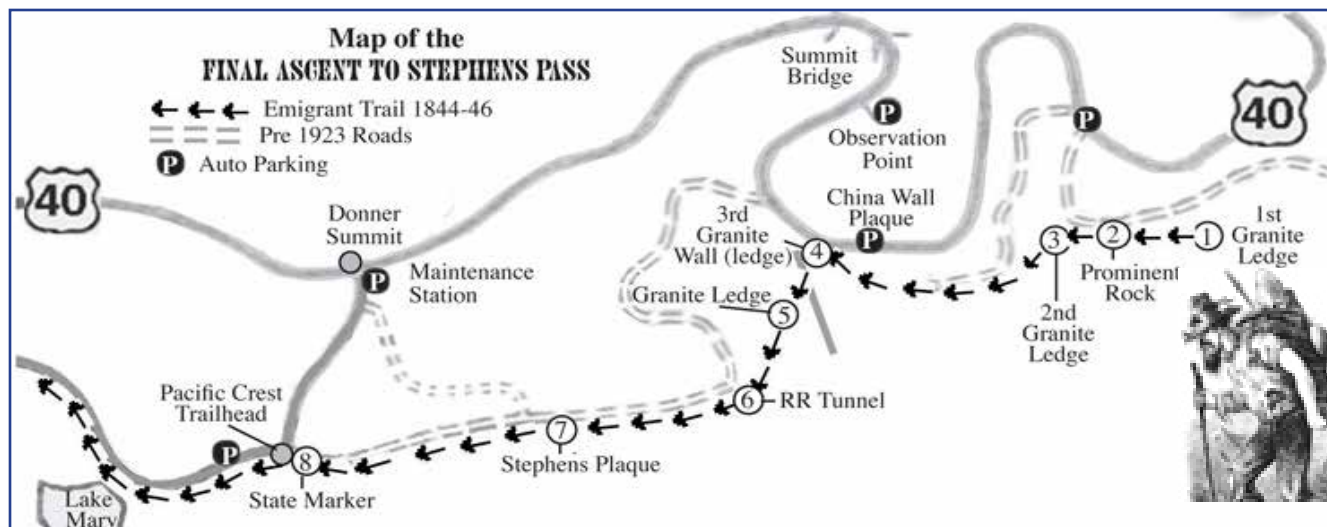 Map of the
FINAL ASCENT TO STEPHENS PASS
Emigrant Trail 1844-46
Pre 1923 Roads
P Auto Parking
40
Summit
Bridge
P
Observation
Point
P
40
China Wall
Plaque
P
3rd
Granite
Wall (ledge)
4
3
2
1
1st
Granite
Ledge
Prominent
Rock
2nd
Granite
Ledge
Donner
Summit
P
Maintenance
Station
Granite Ledge
5
6
RR Tunnel
7
Stephens Plaque
Pacific Crest
Trailhead
P
8
State Marker
Lake
Mary